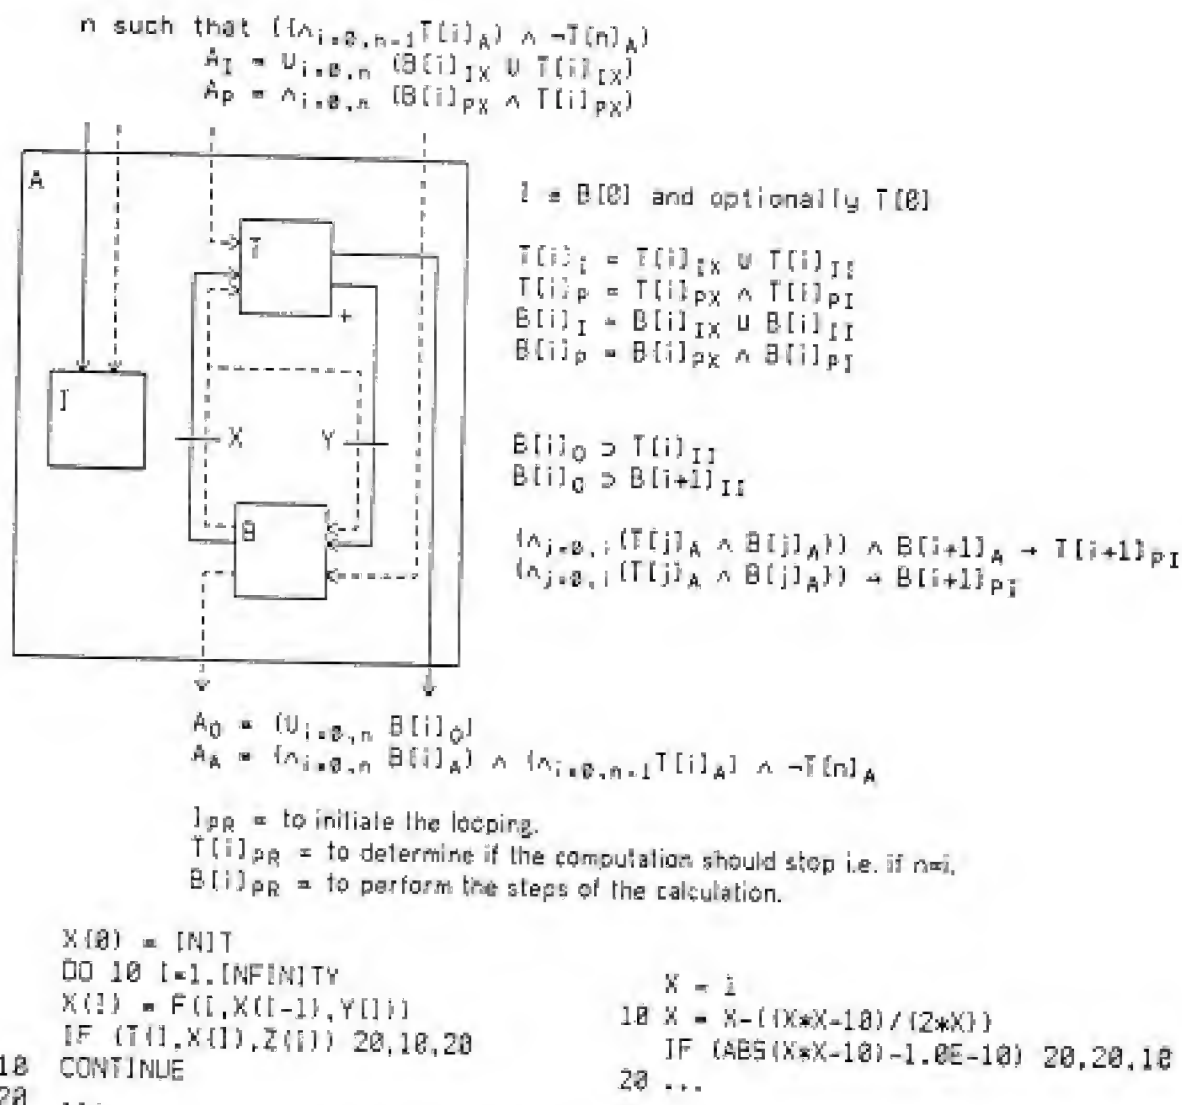 n such that ({∧i=0,n-1T[i]A} ∧ ¬T[n]A)
AI = ∪i=0,n (B[i]IX ∪ T[i]IX)
AP = ∧i=0,n (B[i]PX ∧ T[i]PX)
A
I ≡ B[0] and optionally T[0]
T
T[i]I = T[i]IX ∪ T[i]II
T[i]P = T[i]PX ∧ T[i]PI
B[i]I = B[i]IX ∪ B[i]II
B[i]P = B[i]PX ∧ B[i]PI
+
I
X Y
B[i]O ⊃ T[i]II
B[i]O ⊃ B[i+1]II
B
{∧j=0,i(T[j]A ∧ B[j]A)} ∧ B[i+1]A → T[i+1]PI
{∧j=0,i(T[j]A ∧ B[j]A)} → B[i+1]PI
AO = (∪i=0,n B[i]O)
AA = {∧i=0,n B[i]A} ∧ {∧i=0,n-1T[i]A} ∧ ¬T[n]A
IPR = to initiate the looping.
T[i]PR = to determine if the computation should stop i.e. if n=i.
B[i]PR = to perform the steps of the calculation.
X(0) = INIT
DO 10 I=1,INFINITY
X(I) = F(I,X(I-1),Y(I))
IF (T(I,X(I),Z(I)) 20,10,20
10 CONTINUE
20 ...
X = 1
10 X = X-((X*X-10)/(2*X))
IF (ABS(X*X-10)-1.0E-10) 20,20,10
20 ...